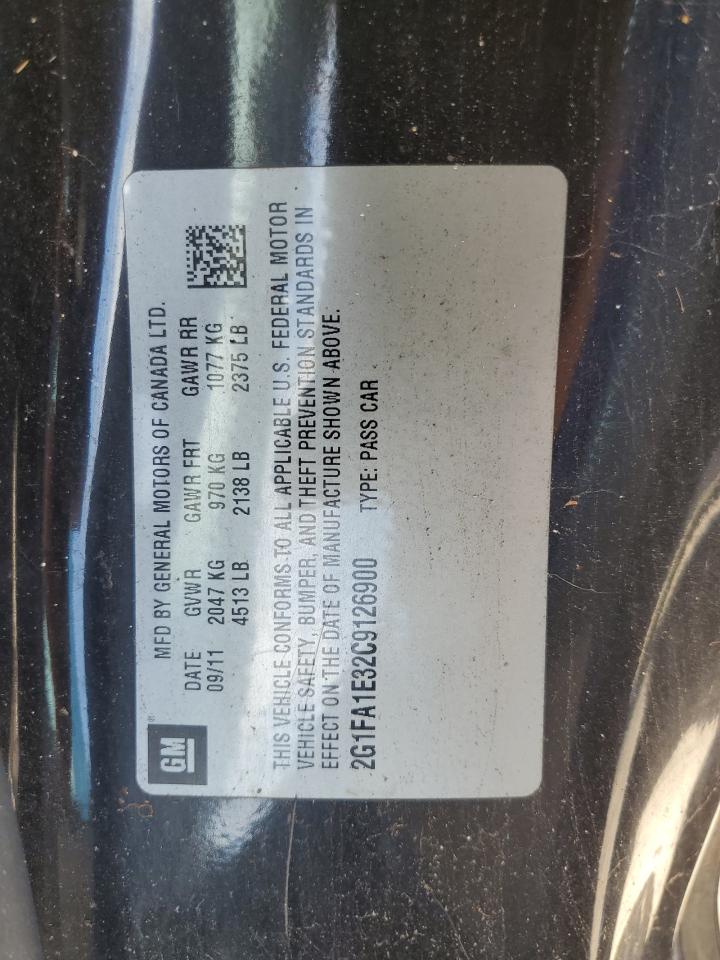 GM
MFD BY GENERAL MOTORS OF CANADA LTD.
DATE GVWR GAWR FRT GAWR RR
09/11 2047 KG 970 KG 1077 KG
4513 LB 2138 LB 2375 LB
THIS VEHICLE CONFORMS TO ALL APPLICABLE U.S. FEDERAL MOTOR
VEHICLE SAFETY, BUMPER, AND THEFT PREVENTION STANDARDS IN
EFFECT ON THE DATE OF MANUFACTURE SHOWN ABOVE.
2G1FA1E32C9126900 TYPE: PASS CAR